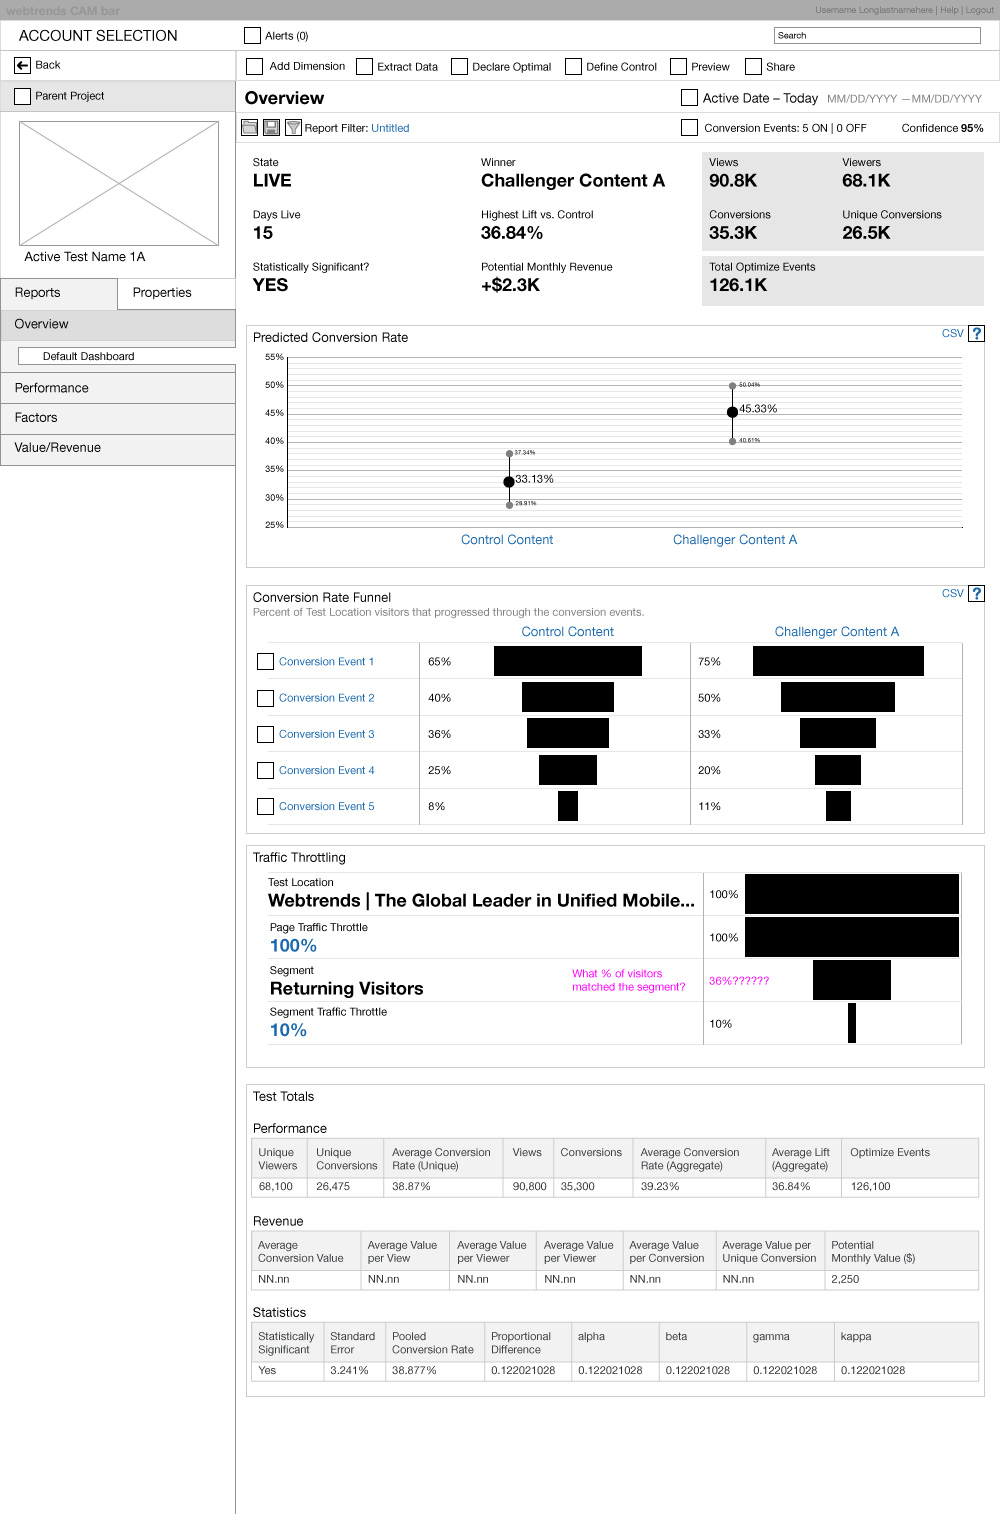 webtrends CAM bar
Username Longlastnamehere | Help | Logout
ACCOUNT SELECTION
Alerts (0)
Search
Back
Add Dimension
Extract Data
Declare Optimal
Define Control
Preview
Share
Parent Project
Overview
Active Date – Today MM/DD/YYYY – MM/DD/YYYY
Report Filter: Untitled
Conversion Events: 5 ON | 0 OFF
Confidence 95%
Active Test Name 1A
Reports
Properties
Overview
Default Dashboard
Performance
Factors
Value/Revenue
State
LIVE
Winner
Challenger Content A
Views
90.8K
Viewers
68.1K
Days Live
15
Highest Lift vs. Control
36.84%
Conversions
35.3K
Unique Conversions
26.5K
Statistically Significant?
YES
Potential Monthly Revenue
+$2.3K
Total Optimize Events
126.1K
Predicted Conversion Rate
CSV ?
55%
50%
45%
40%
35%
30%
25%
50.04%
45.33%
40.61%
37.34%
33.13%
28.91%
Control Content
Challenger Content A
Conversion Rate Funnel
CSV ?
Percent of Test Location visitors that progressed through the conversion events.
Control Content
Challenger Content A
Conversion Event 1 65% 75%
Conversion Event 2 40% 50%
Conversion Event 3 36% 33%
Conversion Event 4 25% 20%
Conversion Event 5 8% 11%
Traffic Throttling
Test Location
Webtrends | The Global Leader in Unified Mobile...
100%
Page Traffic Throttle
100%
100%
Segment
Returning Visitors
What % of visitors
matched the segment?
36%??????
Segment Traffic Throttle
10%
10%
Test Totals
Performance
Unique Viewers
Unique Conversions
Average Conversion Rate (Unique)
Views
Conversions
Average Conversion Rate (Aggregate)
Average Lift (Aggregate)
Optimize Events
68,100 26,475 38.87% 90,800 35,300 39.23% 36.84% 126,100
Revenue
Average Conversion Value
Average Value per View
Average Value per Viewer
Average Value per Viewer
Average Value per Conversion
Average Value per Unique Conversion
Potential Monthly Value ($)
NN.nn NN.nn NN.nn NN.nn NN.nn NN.nn 2,250
Statistics
Statistically Significant
Standard Error
Pooled Conversion Rate
Proportional Difference
alpha
beta
gamma
kappa
Yes 3.241% 38.877% 0.122021028 0.122021028 0.122021028 0.122021028 0.122021028